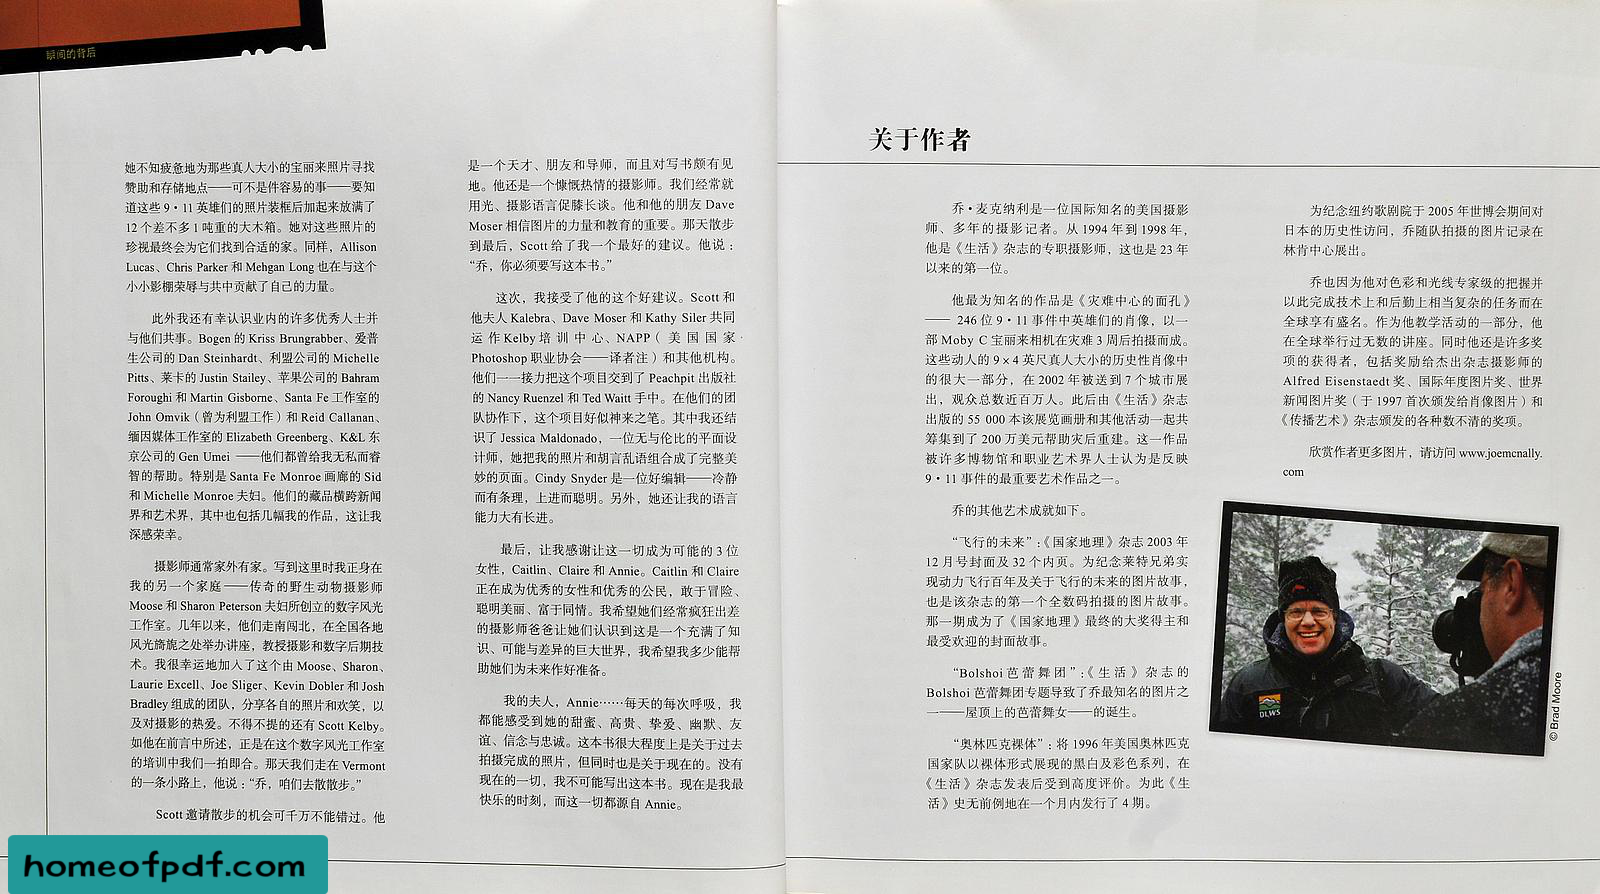 瞬间的背后
她不知疲惫地为那些真人大小的宝丽来照片寻找
赞助和存储地点——可不是件容易的事——要知
道这些 9·11 英雄们的照片装框后加起来放满了
12 个差不多 1 吨重的大木箱。她对这些照片的
珍视最终会为它们找到合适的家。同样，Allison
Lucas、Chris Parker 和 Mehgan Long 也在与这个
小小影棚荣辱与共中贡献了自己的力量。
此外我还有幸认识业内的许多优秀人士并
与他们共事。Bogen 的 Kriss Brungrabber、爱普
生公司的 Dan Steinhardt、利盟公司的 Michelle
Pitts、莱卡的 Justin Stailey、苹果公司的 Bahram
Foroughi 和 Martin Gisborne、Santa Fe 工作室的
John Omvik（曾为利盟工作）和 Reid Callanan、
缅因媒体工作室的 Elizabeth Greenberg、K&L 东
京公司的 Gen Umei ——他们都曾给我无私而睿
智的帮助。特别是 Santa Fe Monroe 画廊的 Sid
和 Michelle Monroe 夫妇。他们的藏品横跨新闻
界和艺术界，其中也包括几幅我的作品，这让我
深感荣幸。
摄影师通常家外有家。写到这里时我正身在
我的另一个家庭——传奇的野生动物摄影师
Moose 和 Sharon Peterson 夫妇所创立的数字风光
工作室。几年以来，他们走南闯北，在全国各地
风光旖旎之处举办讲座，教授摄影和数字后期技
术。我很幸运地加入了这个由 Moose、Sharon、
Laurie Excell、Joe Sliger、Kevin Dobler 和 Josh
Bradley 组成的团队，分享各自的照片和欢笑，以
及对摄影的热爱。不得不提的还有 Scott Kelby。
如他在前言中所述，正是在这个数字风光工作室
的培训中我们一拍即合。那天我们走在 Vermont
的一条小路上，他说：“乔，咱们去散散步。”
Scott 邀请散步的机会可千万不能错过。他
是一个天才、朋友和导师，而且对写书颇有见
地。他还是一个慷慨热情的摄影师。我们经常就
用光、摄影语言促膝长谈。他和他的朋友 Dave
Moser 相信图片的力量和教育的重要。那天散步
到最后，Scott 给了我一个最好的建议。他说：
“乔，你必须要写这本书。”
这次，我接受了他的这个好建议。Scott 和
他夫人 Kalebra、Dave Moser 和 Kathy Siler 共同
运作 Kelby 培训中心、NAPP（美国国家
Photoshop 职业协会——译者注）和其他机构。
他们一一接力把这个项目交到了 Peachpit 出版社
的 Nancy Ruenzel 和 Ted Waitt 手中。在他们的团
队协作下，这个项目好似神来之笔。其中我还结
识了 Jessica Maldonado，一位无与伦比的平面设
计师，她把我的照片和胡言乱语组合成了完整美
妙的页面。Cindy Snyder 是一位好编辑——冷静
而有条理，上进而聪明。另外，她还让我的语言
能力大有长进。
最后，让我感谢让这一切成为可能的 3 位
女性，Caitlin、Claire 和 Annie。Caitlin 和 Claire
正在成为优秀的女性和优秀的公民，敢于冒险、
聪明美丽、富于同情。我希望她们经常疯狂出差
的摄影师爸爸让她们认识到这是一个充满了知
识、可能与差异的巨大世界，我希望我多少能帮
助她们为未来作好准备。
我的夫人，Annie……每天的每次呼吸，我
都能感受到她的甜蜜、高贵、挚爱、幽默、友
谊、信念与忠诚。这本书很大程度上是关于过去
拍摄完成的照片，但同时也是关于现在的。没有
现在的一切，我不可能写出这本书。现在是我最
快乐的时刻，而这一切都源自 Annie。
关于作者
乔·麦克纳利是一位国际知名的美国摄影
师、多年的摄影记者。从 1994 年到 1998 年，
他是《生活》杂志的专职摄影师，这也是 23 年
以来的第一位。
他最为知名的作品是《灾难中心的面孔》
—— 246 位 9·11 事件中英雄们的肖像，以一
部 Moby C 宝丽来相机在灾难 3 周后拍摄而成。
这些动人的 9×4 英尺真人大小的历史性肖像中
的很大一部分，在 2002 年被送到 7 个城市展
出，观众总数近百万人。此后由《生活》杂志
出版的 55 000 本该展览画册和其他活动一起共
筹集到了 200 万美元帮助灾后重建。这一作品
被许多博物馆和职业艺术界人士认为是反映
9·11 事件的最重要艺术作品之一。
乔的其他艺术成就如下。
“飞行的未来”：《国家地理》杂志 2003 年
12 月号封面及 32 个内页。为纪念莱特兄弟实
现动力飞行百年及关于飞行的未来的图片故事，
也是该杂志的第一个全数码拍摄的图片故事。
那一期成为了《国家地理》最终的大奖得主和
最受欢迎的封面故事。
“Bolshoi 芭蕾舞团”：《生活》杂志的
Bolshoi 芭蕾舞团专题导致了乔最知名的图片之
一——屋顶上的芭蕾舞女——的诞生。
“奥林匹克裸体”：将 1996 年美国奥林匹克
国家队以裸体形式展现的黑白及彩色系列，在
《生活》杂志发表后受到高度评价。为此《生
活》史无前例地在一个月内发行了 4 期。
为纪念纽约歌剧院于 2005 年世博会期间对
日本的历史性访问，乔随队拍摄的图片记录在
林肯中心展出。
乔也因为他对色彩和光线专家级的把握并
以此完成技术上和后勤上相当复杂的任务而在
全球享有盛名。作为他教学活动的一部分，他
在全球举行过无数的讲座。同时他还是许多奖
项的获得者，包括奖励给杰出杂志摄影师的
Alfred Eisenstaedt 奖、国际年度图片奖、世界
新闻图片奖（于 1997 首次颁发给肖像图片）和
《传播艺术》杂志颁发的各种数不清的奖项。
欣赏作者更多图片，请访问 www.joemcnally.
com
DLWS
© Brad Moore
homeofpdf.com